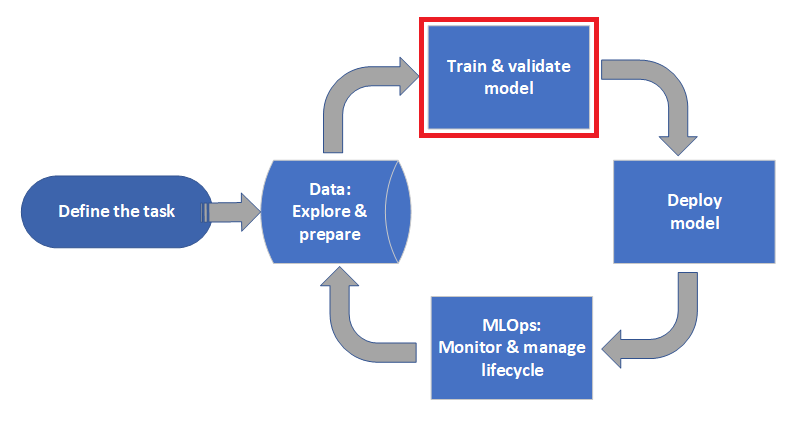 Train & validate
model
Define the task
Data:
Explore &
prepare
Deploy
model
MLOps:
Monitor & manage
lifecycle